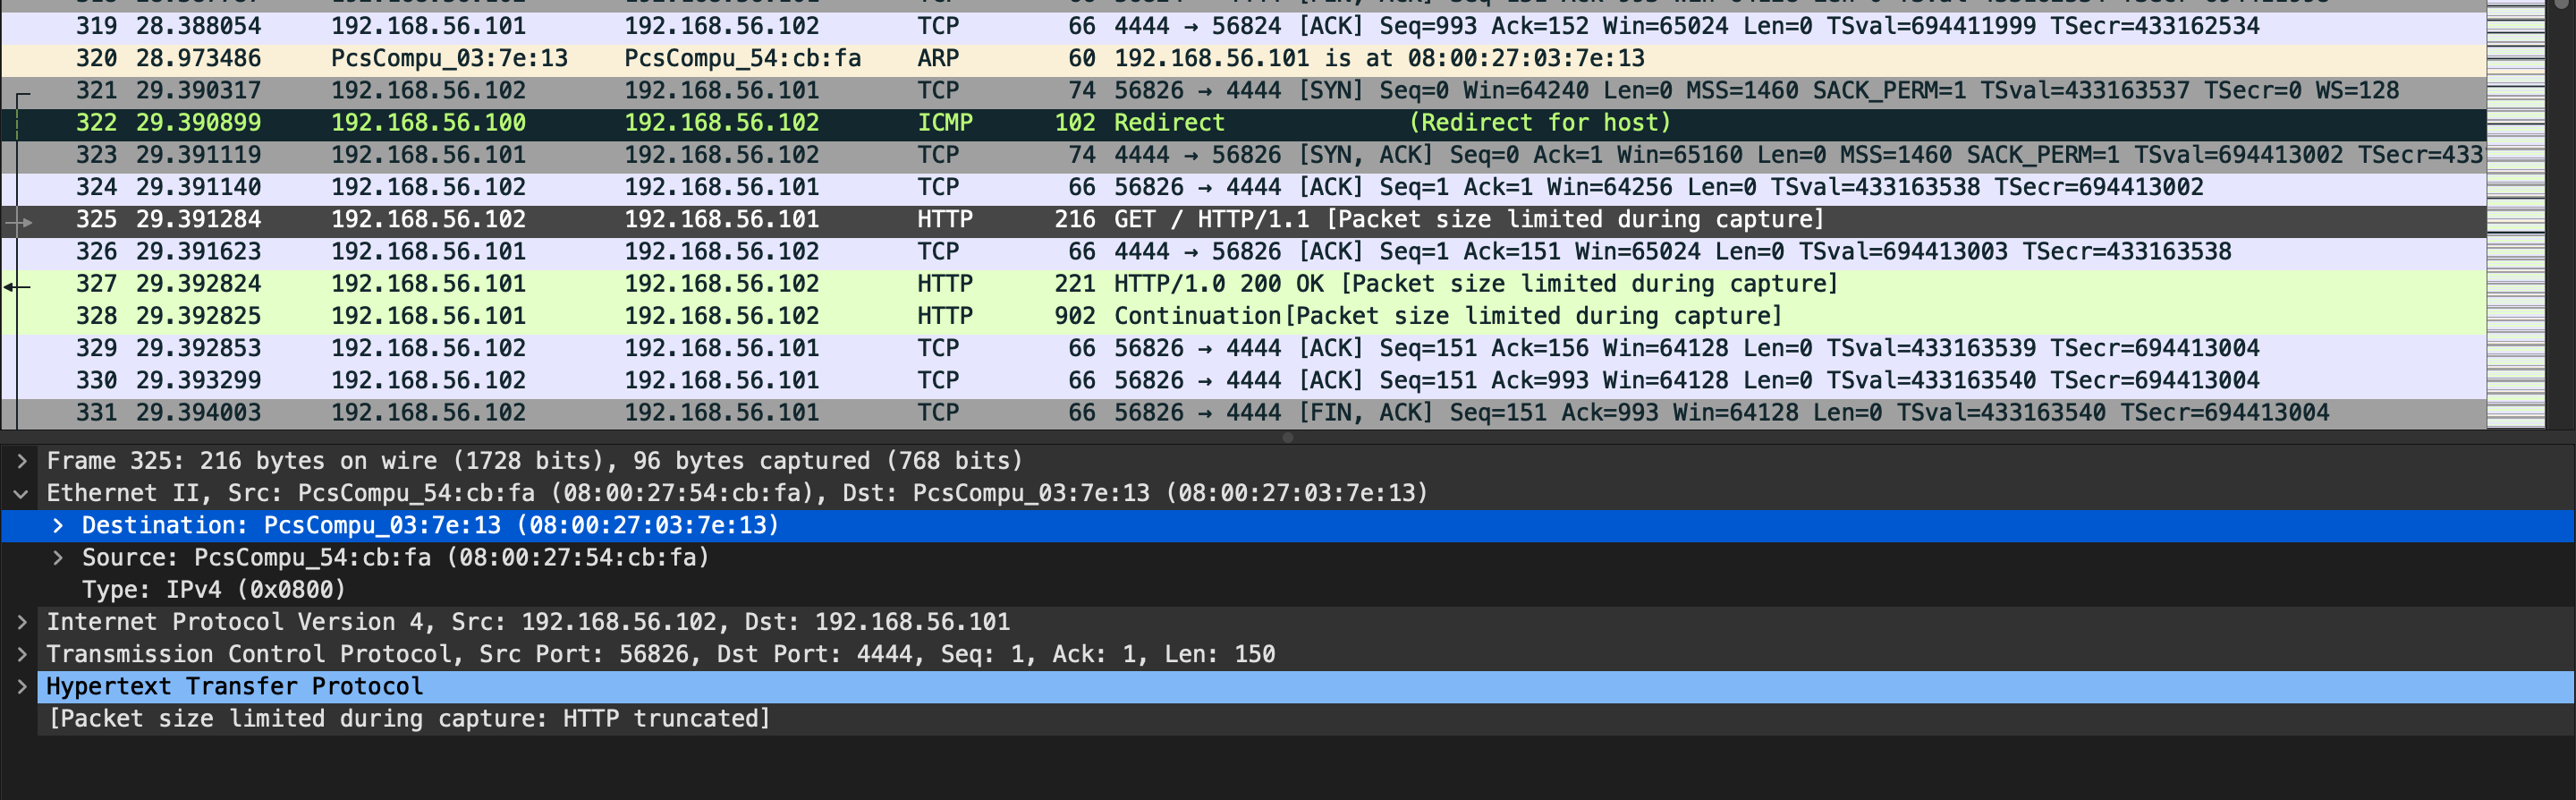 319 28.388054 192.168.56.101 192.168.56.102 TCP 66 4444 → 56824 [ACK] Seq=993 Ack=152 Win=65024 Len=0 TSval=694411999 TSecr=433162534
320 28.973486 PcsCompu_03:7e:13 PcsCompu_54:cb:fa ARP 60 192.168.56.101 is at 08:00:27:03:7e:13
321 29.390317 192.168.56.102 192.168.56.101 TCP 74 56826 → 4444 [SYN] Seq=0 Win=64240 Len=0 MSS=1460 SACK_PERM=1 TSval=433163537 TSecr=0 WS=128
322 29.390899 192.168.56.100 192.168.56.102 ICMP 102 Redirect (Redirect for host)
323 29.391119 192.168.56.101 192.168.56.102 TCP 74 4444 → 56826 [SYN, ACK] Seq=0 Ack=1 Win=65160 Len=0 MSS=1460 SACK_PERM=1 TSval=694413002 TSecr=433
324 29.391140 192.168.56.102 192.168.56.101 TCP 66 56826 → 4444 [ACK] Seq=1 Ack=1 Win=64256 Len=0 TSval=433163538 TSecr=694413002
325 29.391284 192.168.56.102 192.168.56.101 HTTP 216 GET / HTTP/1.1 [Packet size limited during capture]
326 29.391623 192.168.56.101 192.168.56.102 TCP 66 4444 → 56826 [ACK] Seq=1 Ack=151 Win=65024 Len=0 TSval=694413003 TSecr=433163538
327 29.392824 192.168.56.101 192.168.56.102 HTTP 221 HTTP/1.0 200 OK [Packet size limited during capture]
328 29.392825 192.168.56.101 192.168.56.102 HTTP 902 Continuation[Packet size limited during capture]
329 29.392853 192.168.56.102 192.168.56.101 TCP 66 56826 → 4444 [ACK] Seq=151 Ack=156 Win=64128 Len=0 TSval=433163539 TSecr=694413004
330 29.393299 192.168.56.102 192.168.56.101 TCP 66 56826 → 4444 [ACK] Seq=151 Ack=993 Win=64128 Len=0 TSval=433163540 TSecr=694413004
331 29.394003 192.168.56.102 192.168.56.101 TCP 66 56826 → 4444 [FIN, ACK] Seq=151 Ack=993 Win=64128 Len=0 TSval=433163540 TSecr=694413004
Frame 325: 216 bytes on wire (1728 bits), 96 bytes captured (768 bits)
Ethernet II, Src: PcsCompu_54:cb:fa (08:00:27:54:cb:fa), Dst: PcsCompu_03:7e:13 (08:00:27:03:7e:13)
Destination: PcsCompu_03:7e:13 (08:00:27:03:7e:13)
Source: PcsCompu_54:cb:fa (08:00:27:54:cb:fa)
Type: IPv4 (0x0800)
Internet Protocol Version 4, Src: 192.168.56.102, Dst: 192.168.56.101
Transmission Control Protocol, Src Port: 56826, Dst Port: 4444, Seq: 1, Ack: 1, Len: 150
Hypertext Transfer Protocol
[Packet size limited during capture: HTTP truncated]